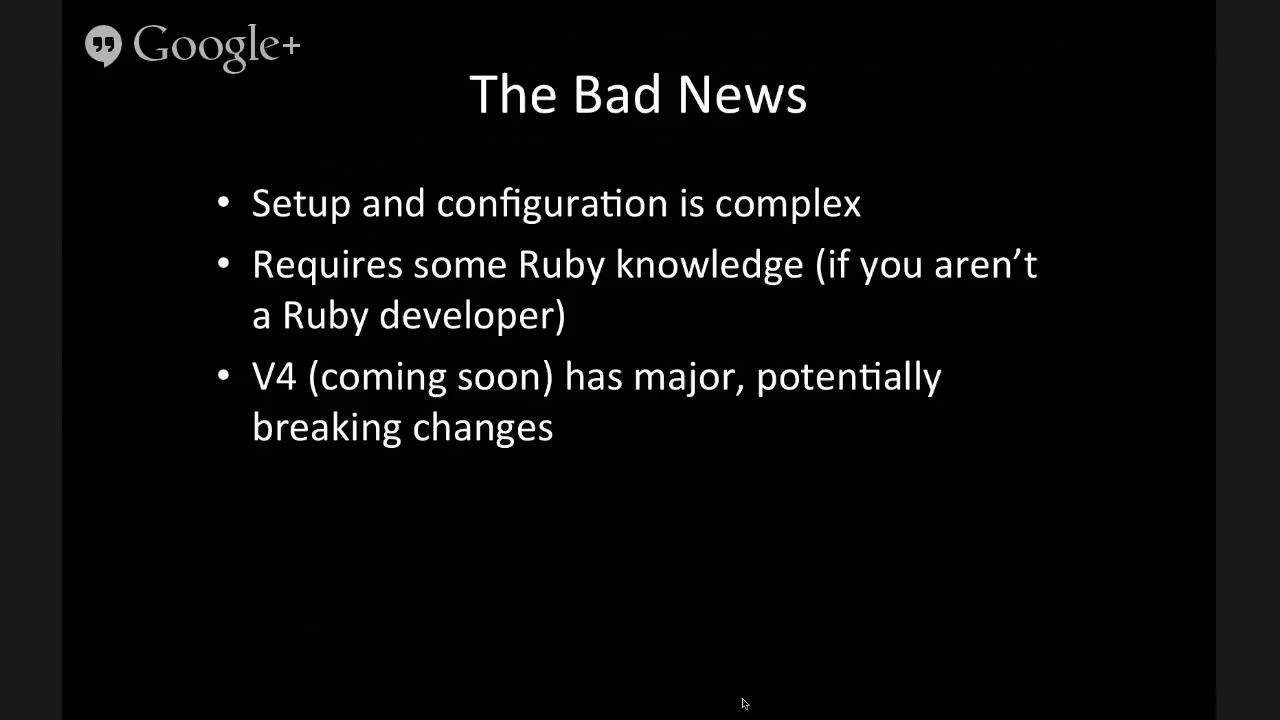 Google+
The Bad News
• Setup and configuration is complex
• Requires some Ruby knowledge (if you aren’t
a Ruby developer)
• V4 (coming soon) has major, potentially
breaking changes